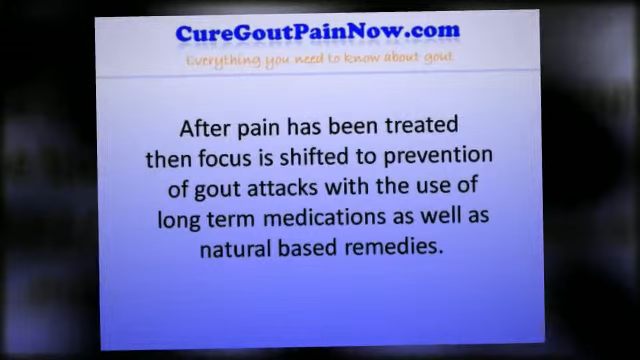 CureGoutPainNow.com
Everything you need to know about gout
After pain has been treated
then focus is shifted to prevention
of gout attacks with the use of
long term medications as well as
natural based remedies.